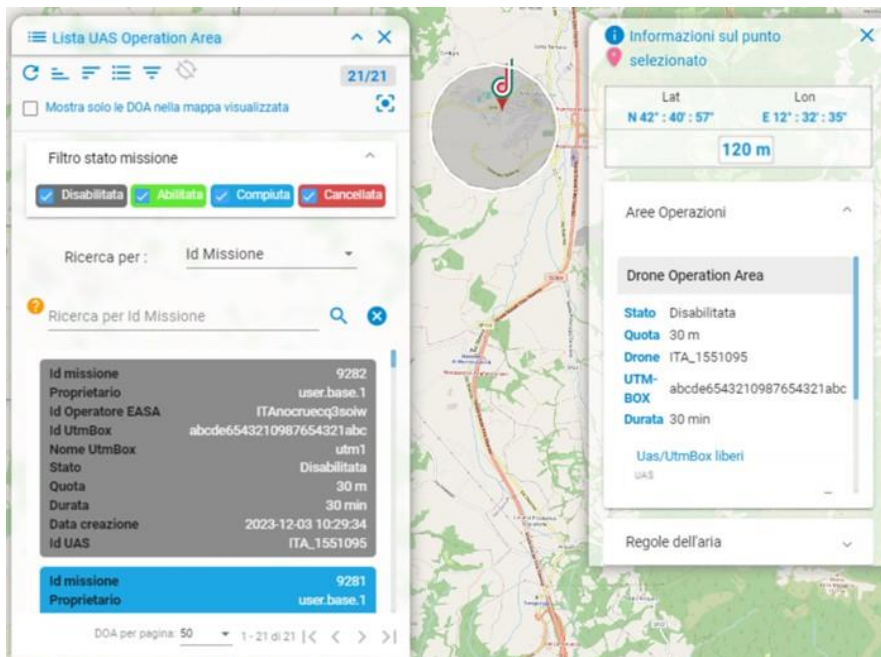 Lista UAS Operation Area
21/21
Mostra solo le DOA nella mappa visualizzata
Filtro stato missione
Disabilitata
Abilitata
Compiuta
Cancellata
Ricerca per :
Id Missione
Ricerca per Id Missione
Id missione 9282
Proprietario user.base.1
Id Operatore EASA ITAnocruecq3soiw
Id UtmBox abcde6543210987654321abc
Nome UtmBox utm1
Stato Disabilitata
Quota 30 m
Durata 30 min
Data creazione 2023-12-03 10:29:34
Id UAS ITA_1551095
Id missione 9281
Proprietario user.base.1
DOA per pagina: 50
1 - 21 di 21
Informazioni sul punto
selezionato
Lat Lon
N 42° : 40' : 57" E 12° : 32' : 35"
120 m
Aree Operazioni
Drone Operation Area
Stato Disabilitata
Quota 30 m
Drone ITA_1551095
UTM-
BOX abcde6543210987654321abc
Durata 30 min
Uas/UtmBox liberi
UAS
Regole dell'aria